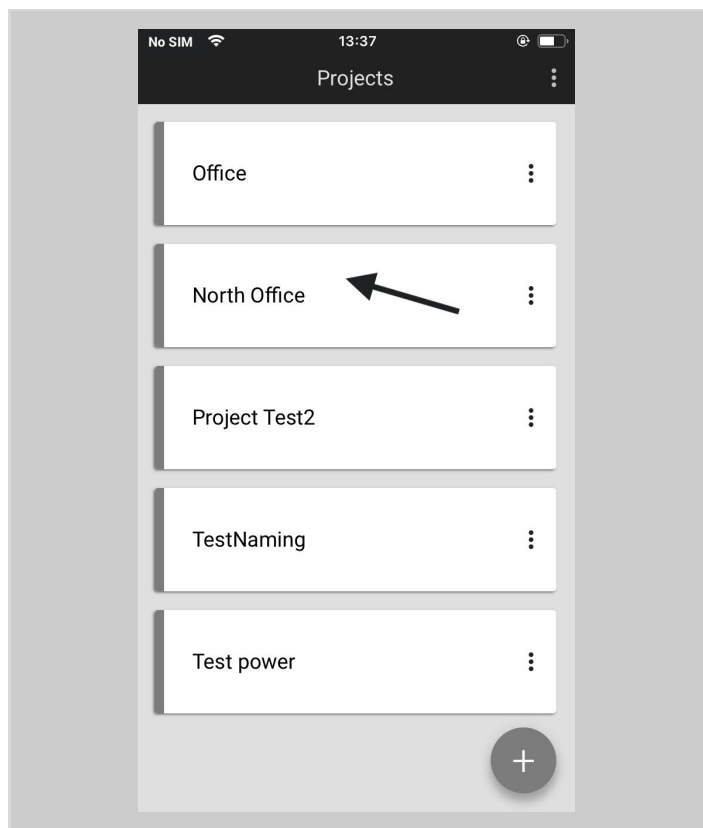 No SIM 13:37
Projects
Office
North Office
Project Test2
TestNaming
Test power